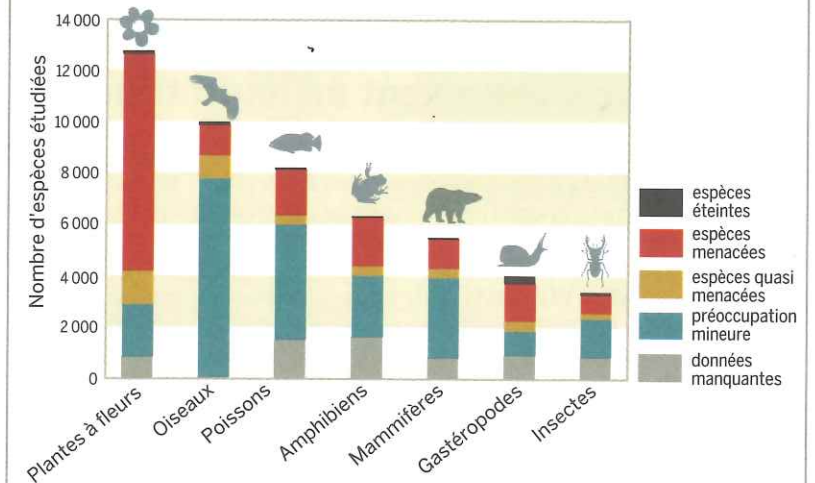 Nombre d'espèces étudiées
14 000
12 000
10 000
8 000
6 000
4 000
2 000
0
Plantes à fleurs
Oiseaux
Poissons
Amphibiens
Mammifères
Gastéropodes
Insectes
espèces
éteintes
espèces
menacées
espèces quasi
menacées
préoccupation
mineure
données
manquantes